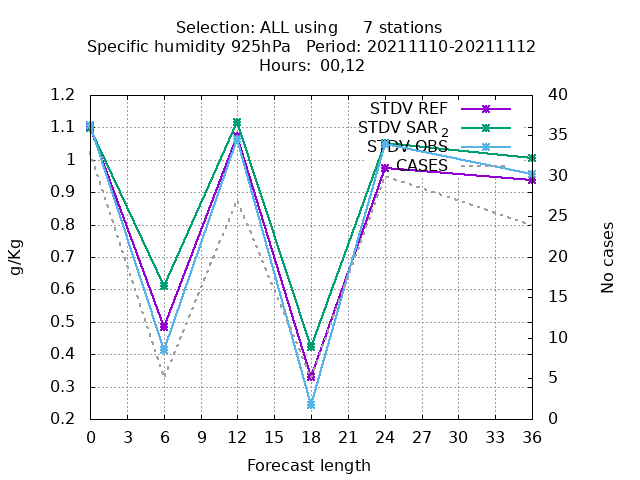 Selection: ALL using     7 stations
Specific humidity 925hPa   Period: 20211110-20211112
Hours:  00,12
1.2
1.1
1
0.9
0.8
0.7
0.6
0.5
0.4
0.3
0.2
g/Kg
STDV REF
STDV SAR 2
STDV OBS
CASES
40
35
30
25
20
15
10
5
0
No cases
0 3 6 9 12 15 18 21 24 27 30 33 36
Forecast length